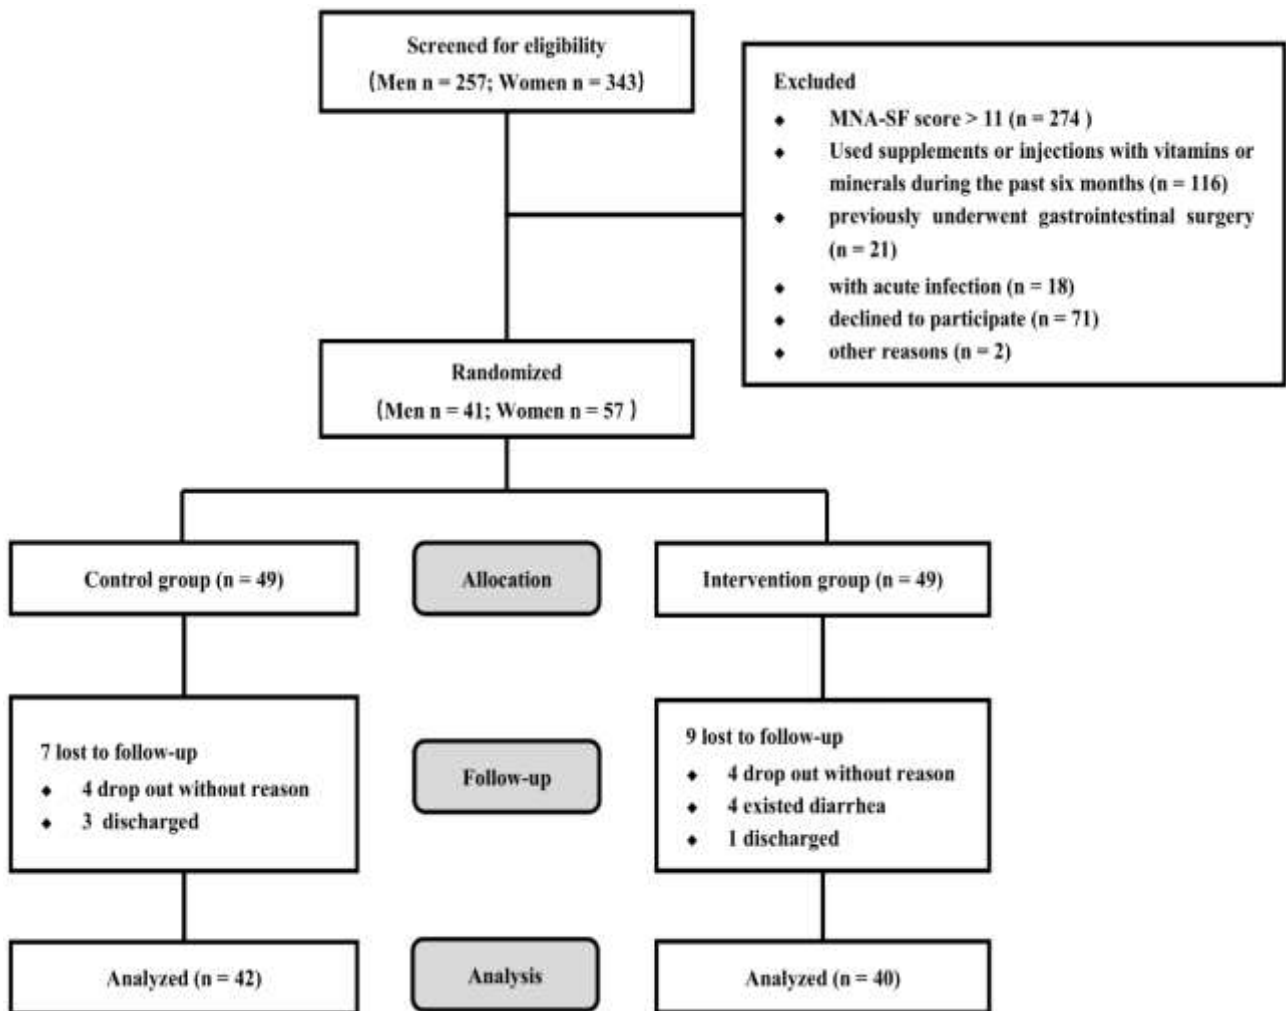 Screened for eligibility
(Men n = 257; Women n = 343)
Excluded
◆ MNA-SF score > 11 (n = 274 )
◆ Used supplements or injections with vitamins or
minerals during the past six months (n = 116)
◆ previously underwent gastrointestinal surgery
(n = 21)
◆ with acute infection (n = 18)
◆ declined to participate (n = 71)
◆ other reasons (n = 2)
Randomized
(Men n = 41; Women n = 57 )
Control group (n = 49)
Allocation
Intervention group (n = 49)
7 lost to follow-up
◆ 4 drop out without reason
◆ 3 discharged
Follow-up
9 lost to follow-up
◆ 4 drop out without reason
◆ 4 existed diarrhea
◆ 1 discharged
Analyzed (n = 42)
Analysis
Analyzed (n = 40)